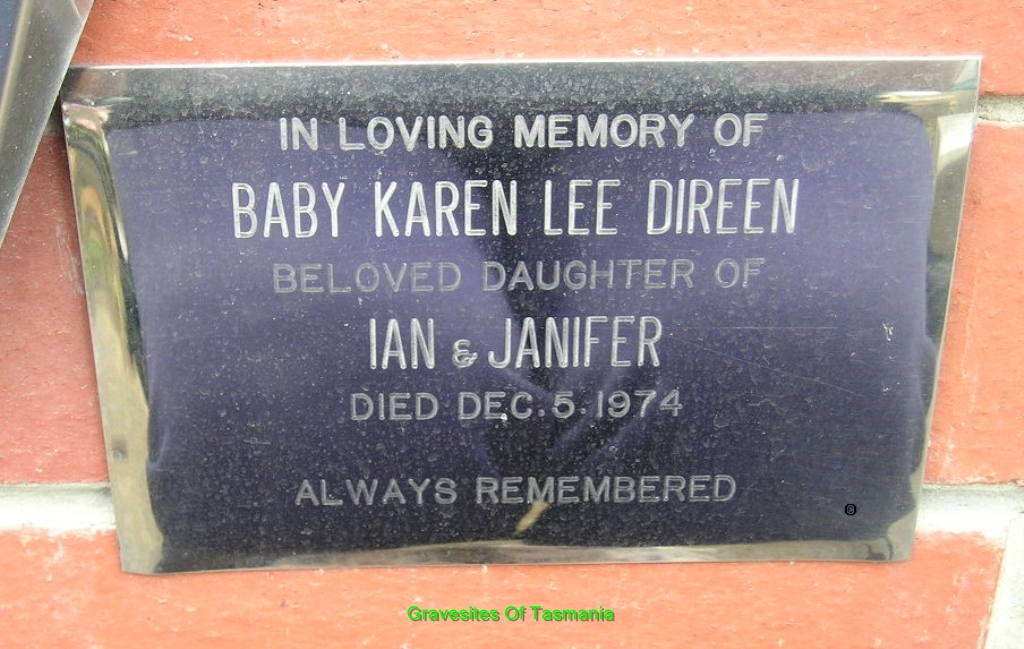 IN LOVING MEMORY OF
BABY KAREN LEE DIREEN
BELOVED DAUGHTER OF
IAN & JANIFER
DIED DEC. 5. 1974
ALWAYS REMEMBERED
©
Gravesites Of Tasmania